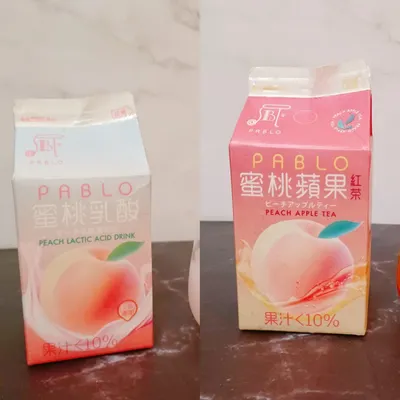 PABLO
PABLO
蜜桃乳酸
PEACH LACTIC ACID DRINK
果汁<10%
PABLO
PABLO
蜜桃蘋果紅茶
ピーチアップルティー
PEACH APPLE TEA
果汁<10%